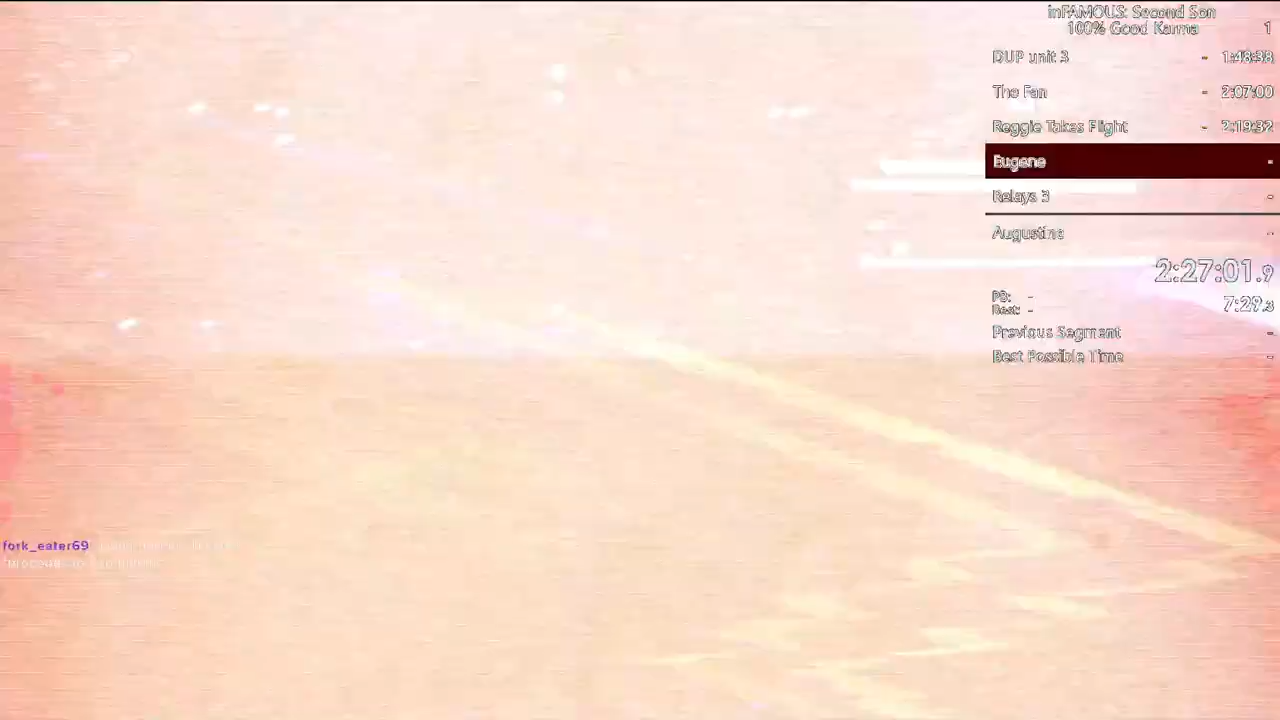 inFAMOUS: Second Son
100% Good Karma 1
DUP unit 3 - 1:48:38
The Fan - 2:07:00
Reggie Takes Flight - 2:19:32
Eugene -
Relays 3 -
Augustine -
2:27:01.9
PB: - 7:29.3
Best: -
Previous Segment -
Best Possible Time -
fork_eater69